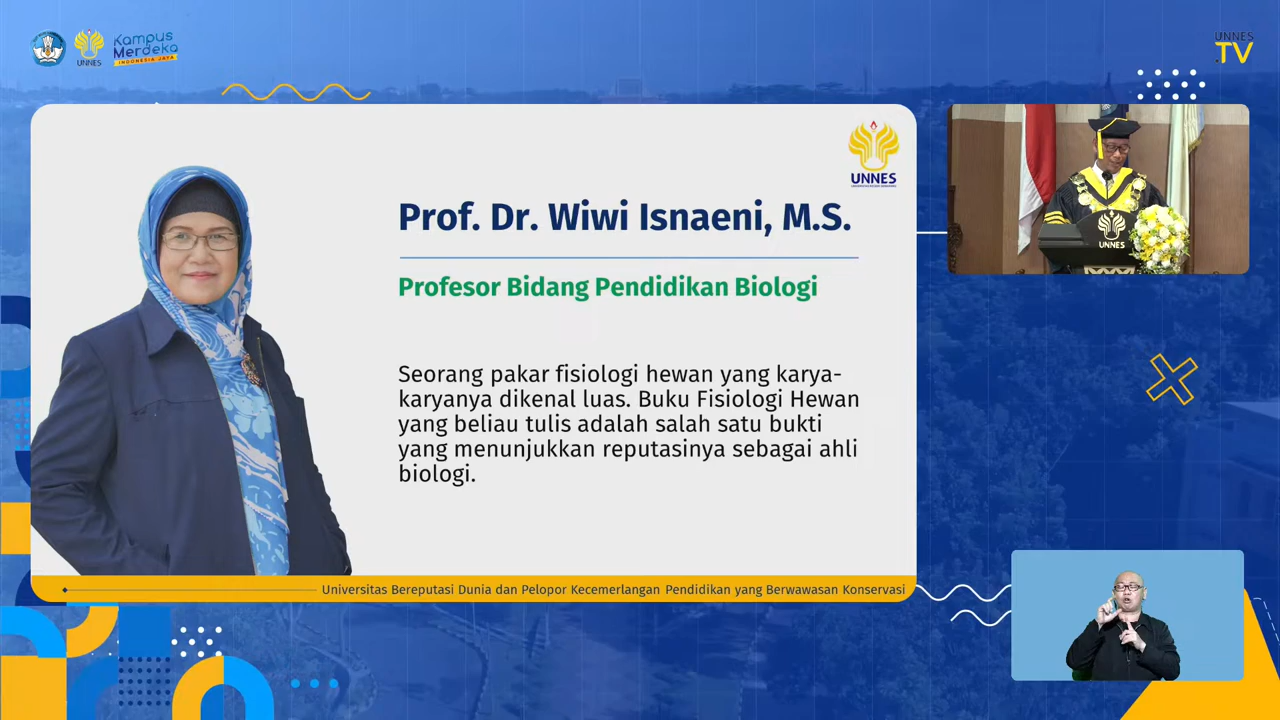 UNNES
Kampus
Merdeka
INDONESIA JAYA
UNNES
TV
UNNES
Prof. Dr. Wiwi Isnaeni, M.S.
Profesor Bidang Pendidikan Biologi
Seorang pakar fisiologi hewan yang karya-
karyanya dikenal luas. Buku Fisiologi Hewan
yang beliau tulis adalah salah satu bukti
yang menunjukkan reputasinya sebagai ahli
biologi.
Universitas Bereputasi Dunia dan Pelopor Kecemerlangan Pendidikan yang Berwawasan Konservasi
UNNES